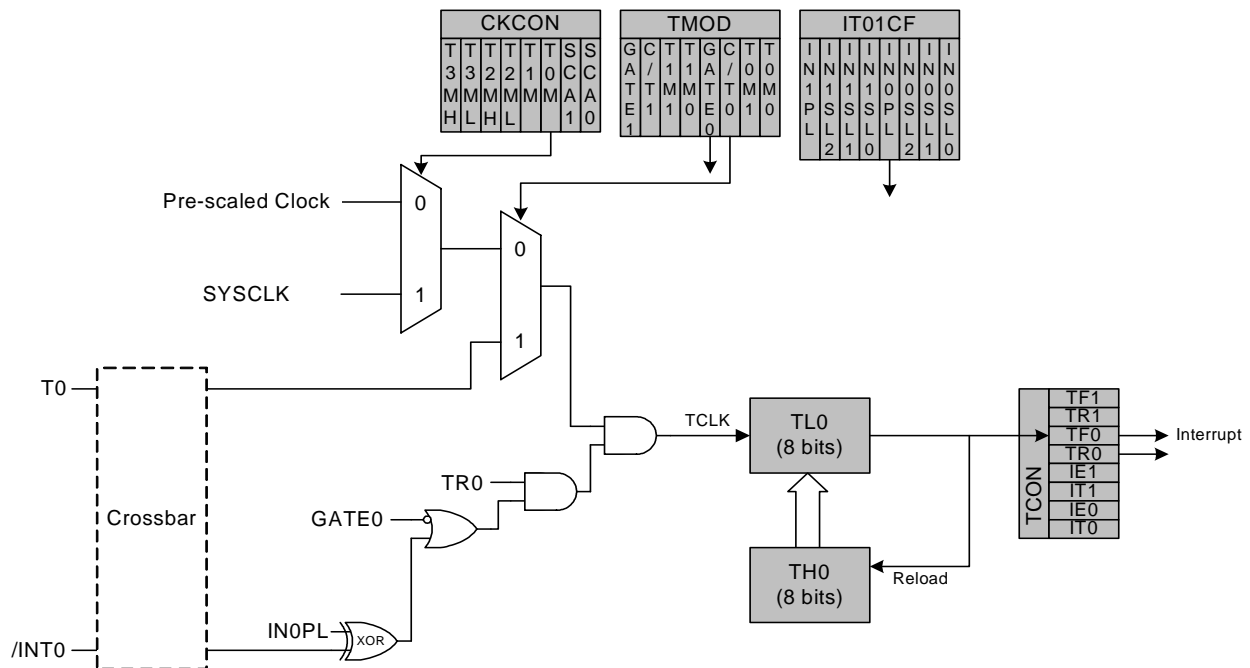 CKCON
T3MH
T3ML
T2MH
T2ML
T1M
T0M
SCA1
SCA0
TMOD
GATE1
C/T1
T1M1
T1M0
GATE0
C/T0
T0M1
T0M0
IT01CF
IN1PL
IN1SL2
IN1SL1
IN1SL0
IN0PL
IN0SL2
IN0SL1
IN0SL0
Pre-scaled Clock
0
SYSCLK
1
0
1
T0
Crossbar
/INT0
GATE0
TR0
IN0PL
XOR
TCLK
TL0
(8 bits)
TH0
(8 bits)
Reload
TCON
TF1
TR1
TF0
TR0
IE1
IT1
IE0
IT0
Interrupt